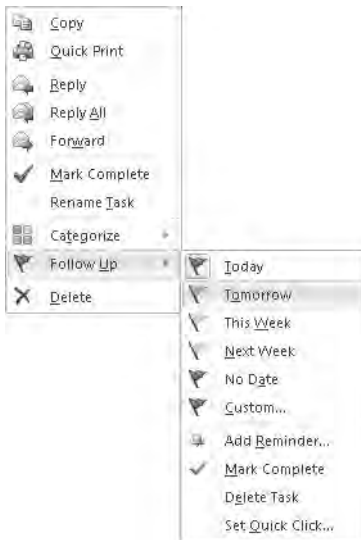 Copy
Quick Print
Reply
Reply All
Forward
Mark Complete
Rename Task
Categorize
Follow Up
Delete
Today
Tomorrow
This Week
Next Week
No Date
Custom...
Add Reminder...
Mark Complete
Delete Task
Set Quick Click...